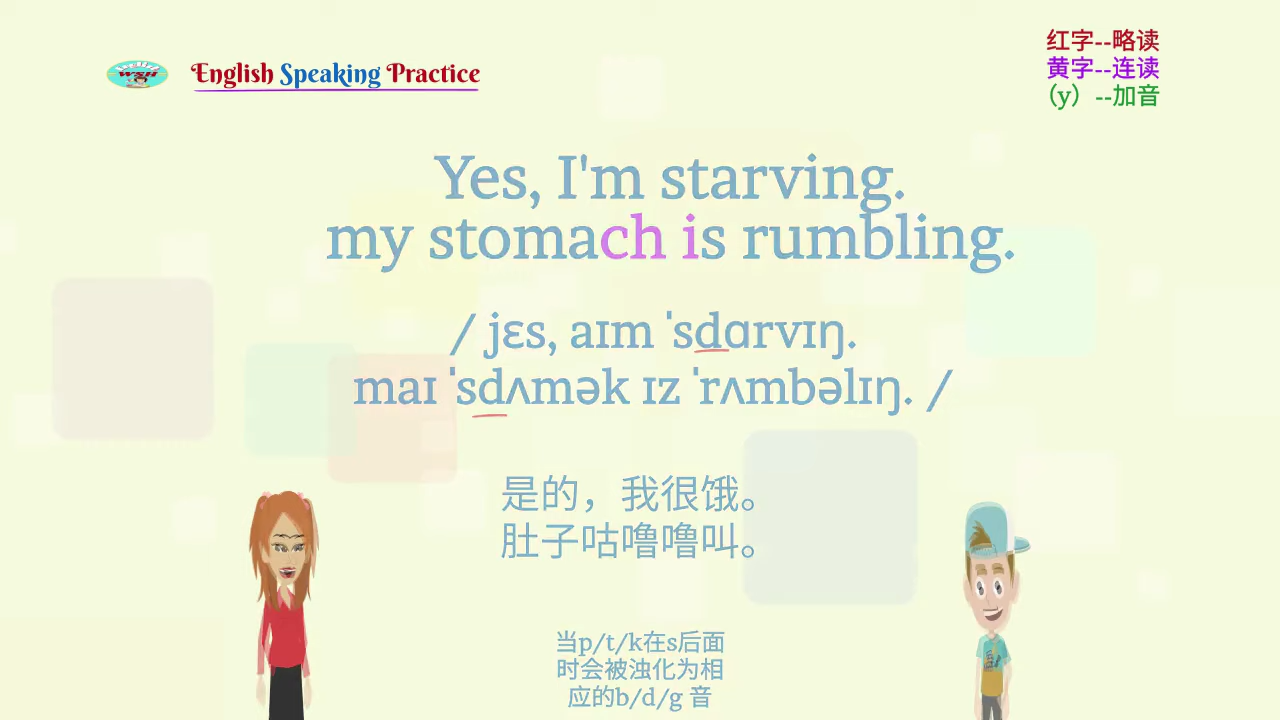 English Speaking Practice
红字--略读
黄字--连读
（y）--加音
Yes, I'm starving.
my stomach is rumbling.
/ jɛs, aɪm ˈsdɑrvɪŋ.
maɪ ˈsdʌmək ɪz ˈrʌmbəlɪŋ. /
是的，我很饿。
肚子咕噜噜叫。
当p/t/k在s后面
时会被浊化为相
应的b/d/g 音